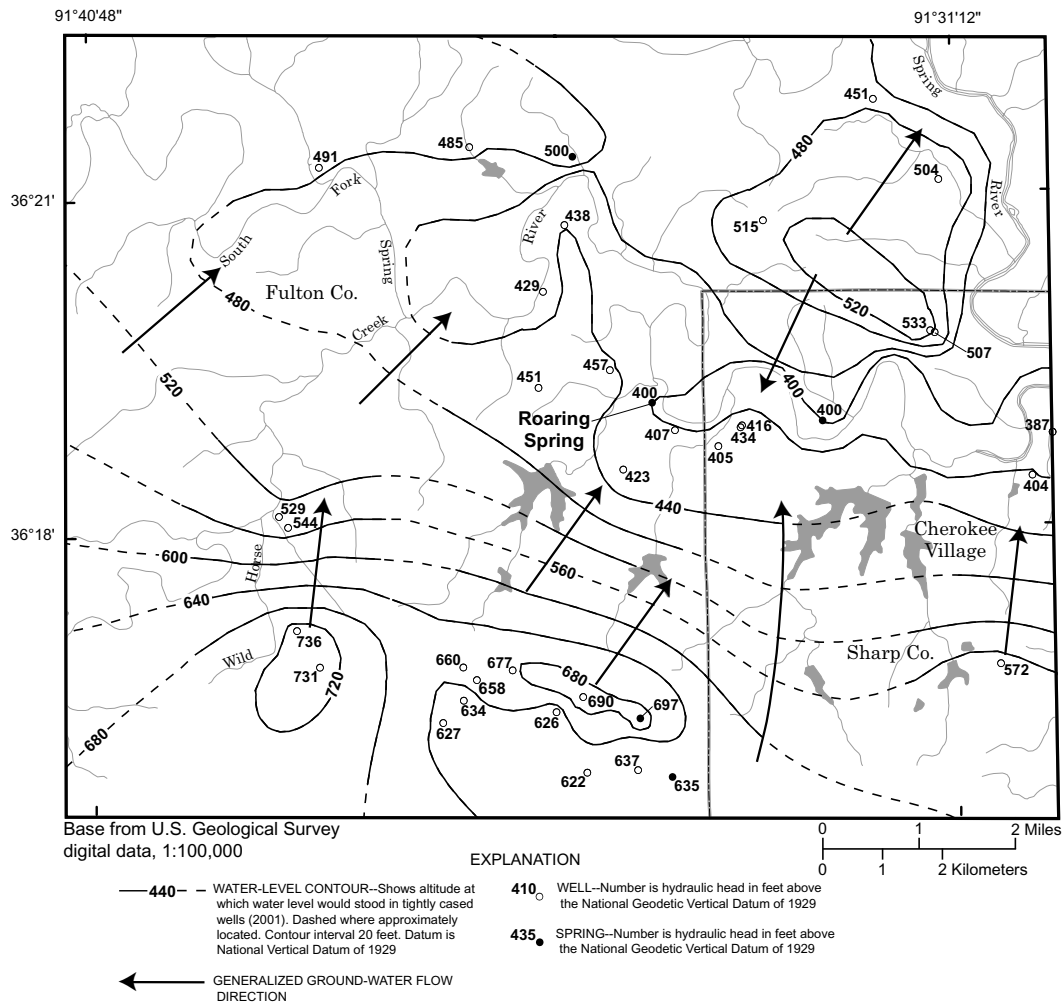 91°40'48"
91°31'12"
Spring
451
480
485
491
500
504
Fork
36°21'
River
438
River
515
South
Spring
429
Fulton Co.
480
520
Creek
533
507
520
457
451
400
400
400
Roaring
Spring
407
416
434
387
405
423
404
440
529
544
36°18'
Cherokee
Village
600
Horse
560
640
736
Sharp Co.
Wild
660
677
572
731
720
658
680
690
697
634
626
627
680
637
622
635
Base from U.S. Geological Survey
digital data, 1:100,000
0 1 2 Miles
0 1 2 Kilometers
EXPLANATION
440
WATER-LEVEL CONTOUR--Shows altitude at
which water level would stood in tightly cased
wells (2001). Dashed where approximately
located. Contour interval 20 feet. Datum is
National Vertical Datum of 1929
GENERALIZED GROUND-WATER FLOW
DIRECTION
410
WELL--Number is hydraulic head in feet above
the National Geodetic Vertical Datum of 1929
435
SPRING--Number is hydraulic head in feet above
the National Geodetic Vertical Datum of 1929